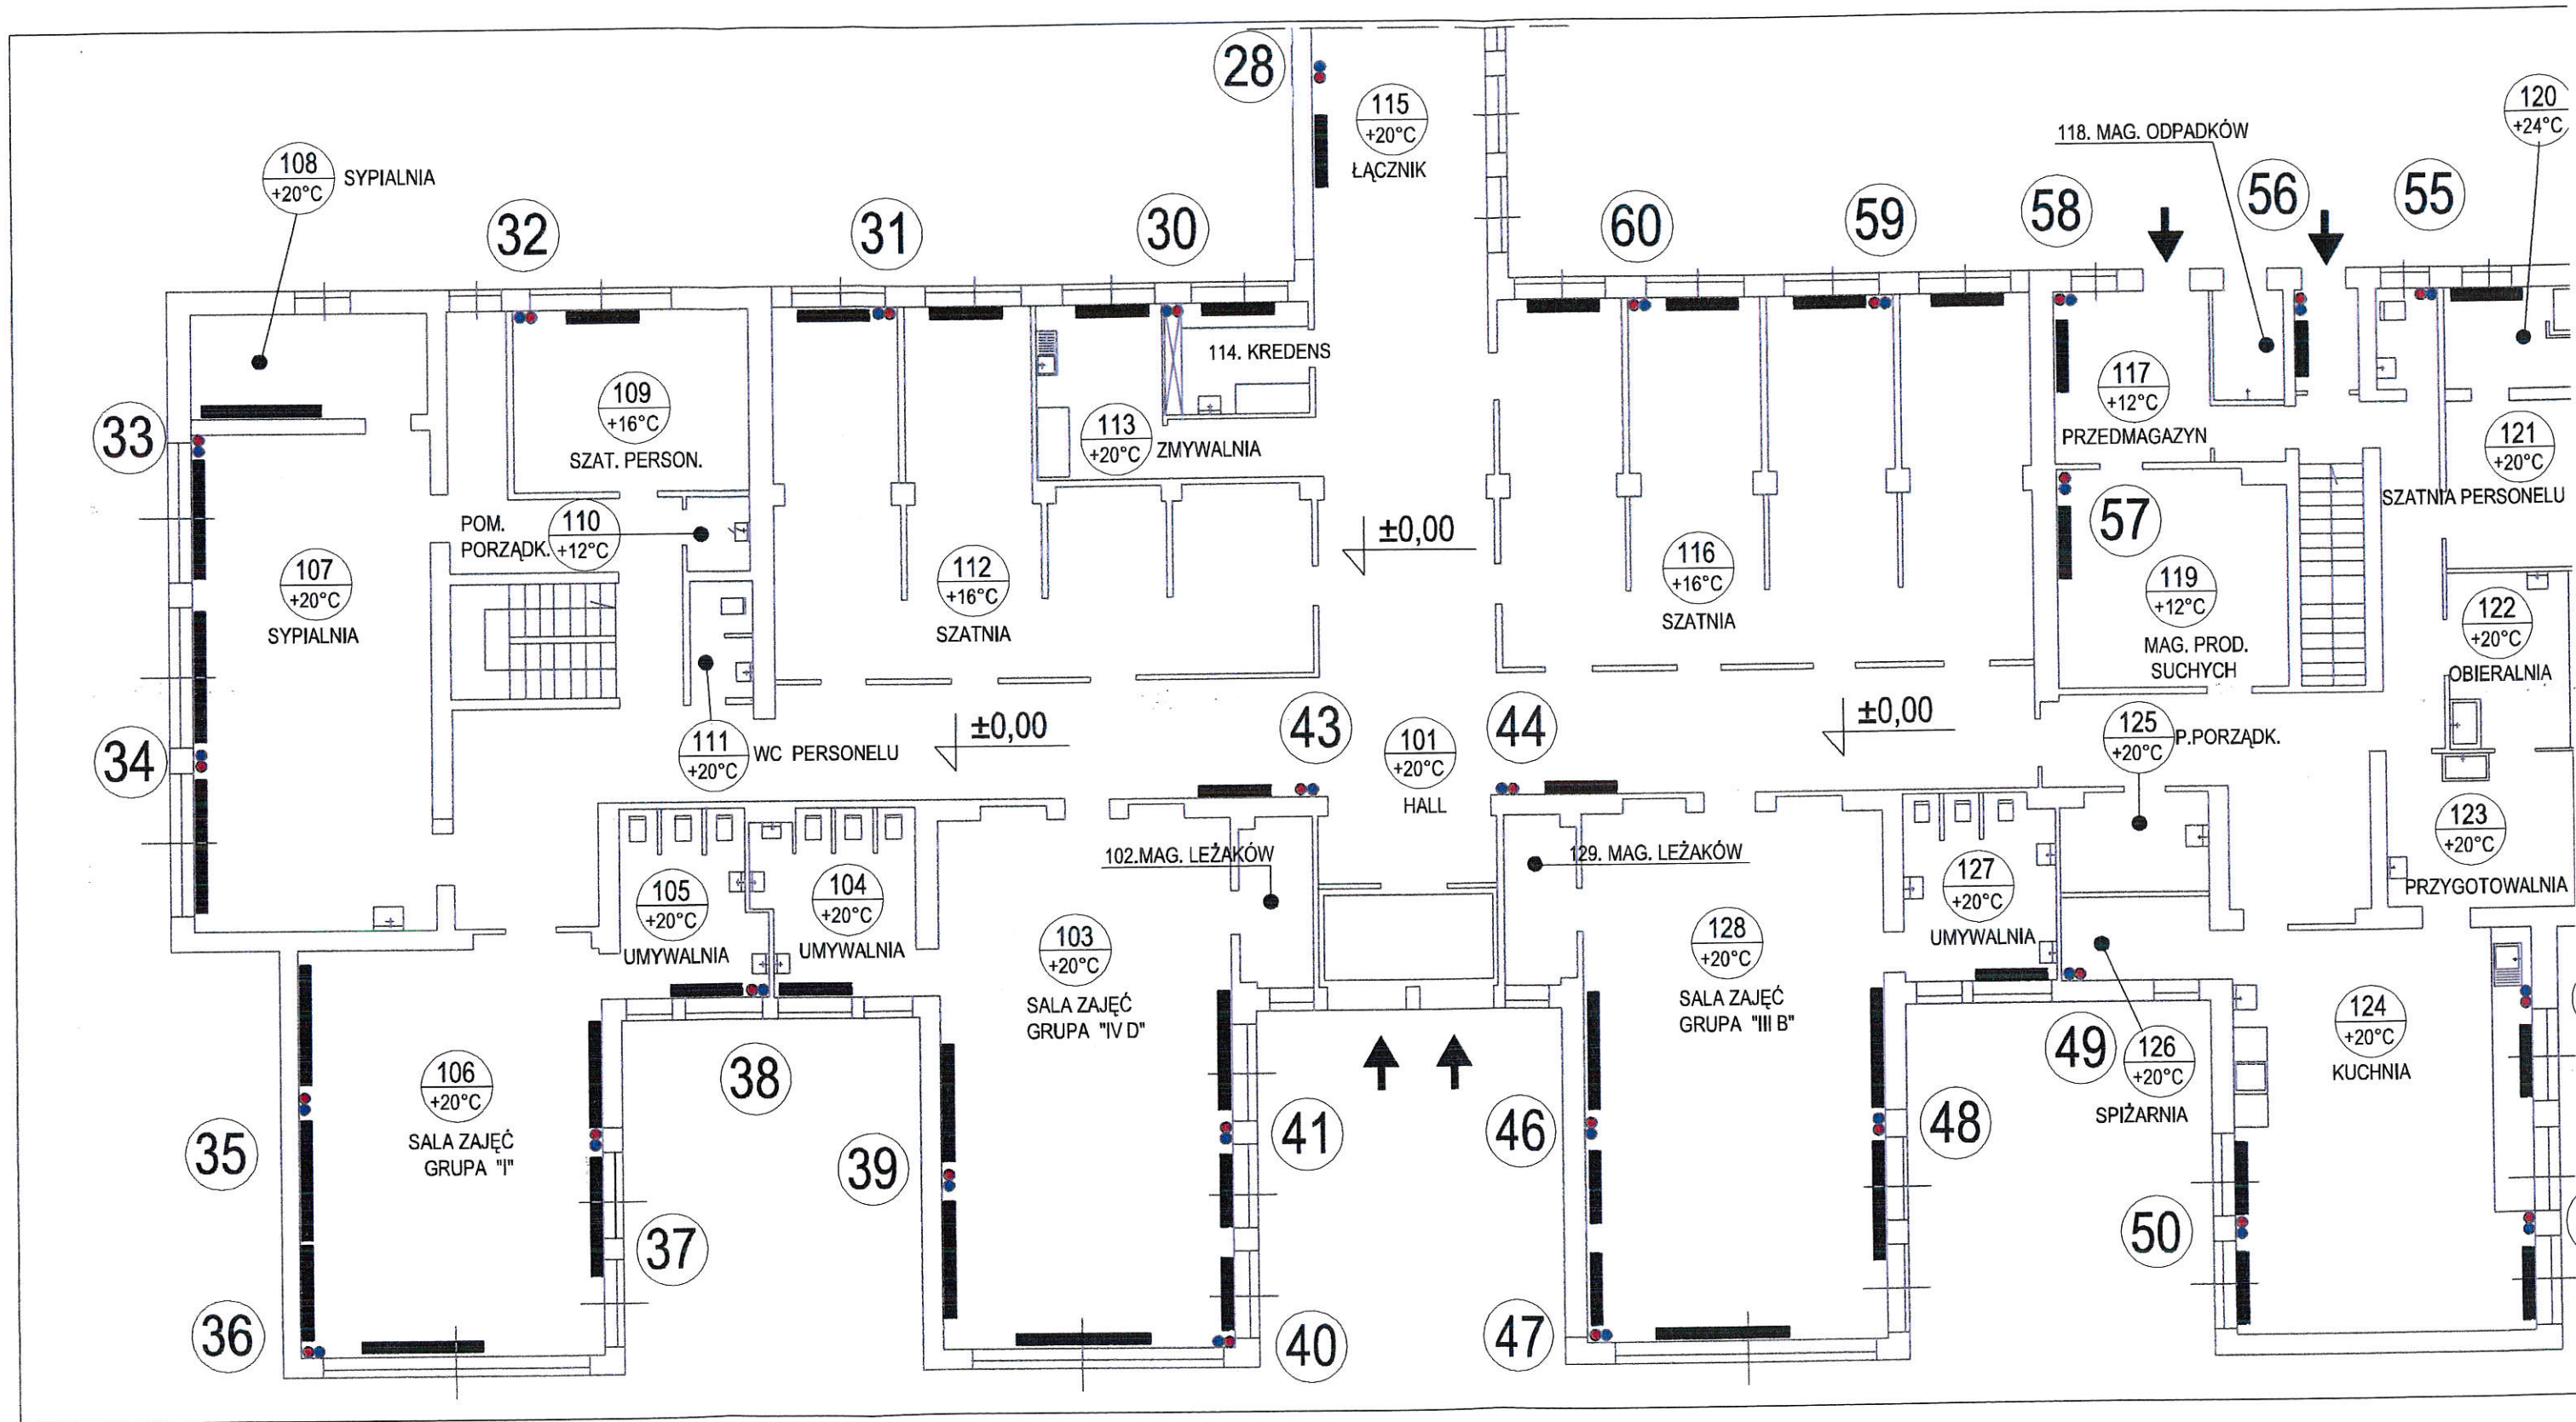 28
115
+20°C
ŁĄCZNIK
118. MAG. ODPADKÓW
120
+24°C
108
+20°C
SYPIALNIA
32
31
30
60
59
58
56
55
33
109
+16°C
SZAT. PERSON.
114. KREDENS
113
+20°C
ZMYWALNIA
117
+12°C
PRZEDMAGAZYN
121
+20°C
SZATNIA PERSONELU
POM.
PORZĄDK.
110
+12°C
±0,00
57
107
+20°C
SYPIALNIA
112
+16°C
SZATNIA
116
+16°C
SZATNIA
119
+12°C
MAG. PROD.
SUCHYCH
122
+20°C
OBIERALNIA
34
111
+20°C
WC PERSONELU
±0,00
43
101
+20°C
HALL
44
±0,00
125
+20°C
P.PORZĄDK.
123
+20°C
PRZYGOTOWALNIA
102.MAG. LEŻAKÓW
129. MAG. LEŻAKÓW
105
+20°C
UMYWALNIA
104
+20°C
UMYWALNIA
127
+20°C
UMYWALNIA
103
+20°C
SALA ZAJĘĆ
GRUPA "IV D"
128
+20°C
SALA ZAJĘĆ
GRUPA "III B"
124
+20°C
KUCHNIA
106
+20°C
SALA ZAJĘĆ
GRUPA "I"
38
49
126
+20°C
SPIŻARNIA
35
39
41
46
48
37
50
36
40
47